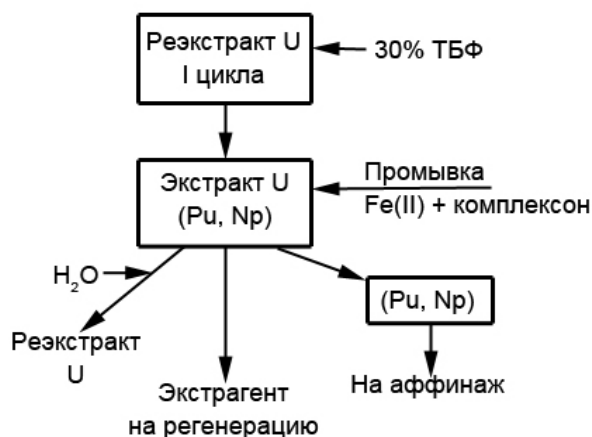 Реэкстракт U
I цикла
30% ТБФ
Экстракт U
(Pu, Np)
Промывка
Fe(II) + комплексон
H₂O
(Pu, Np)
Реэкстракт
U
Экстрагент
на регенерацию
На аффинаж